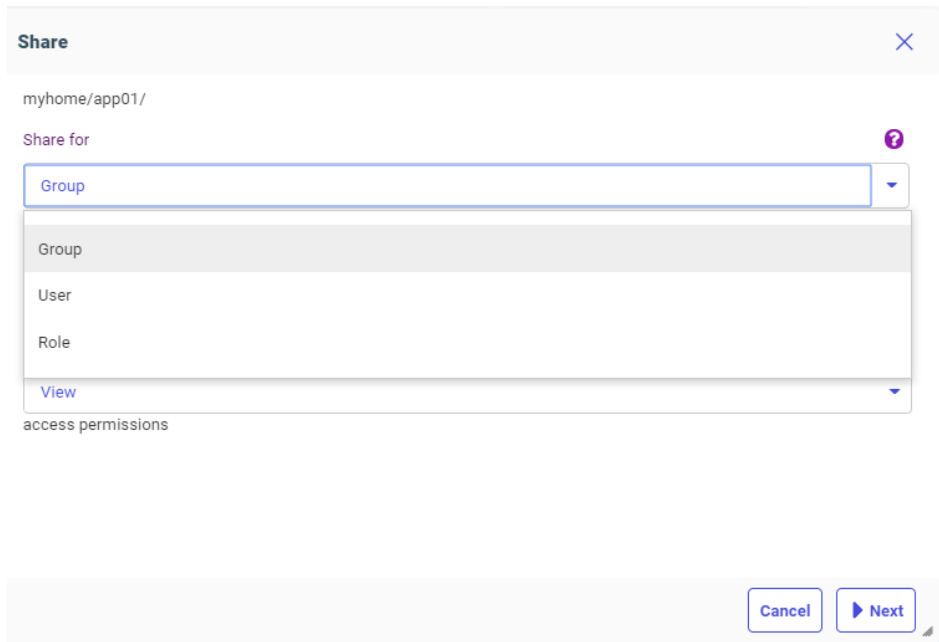 Share
myhome/app01/
Share for
Group
Group
User
Role
View
access permissions
Cancel
Next